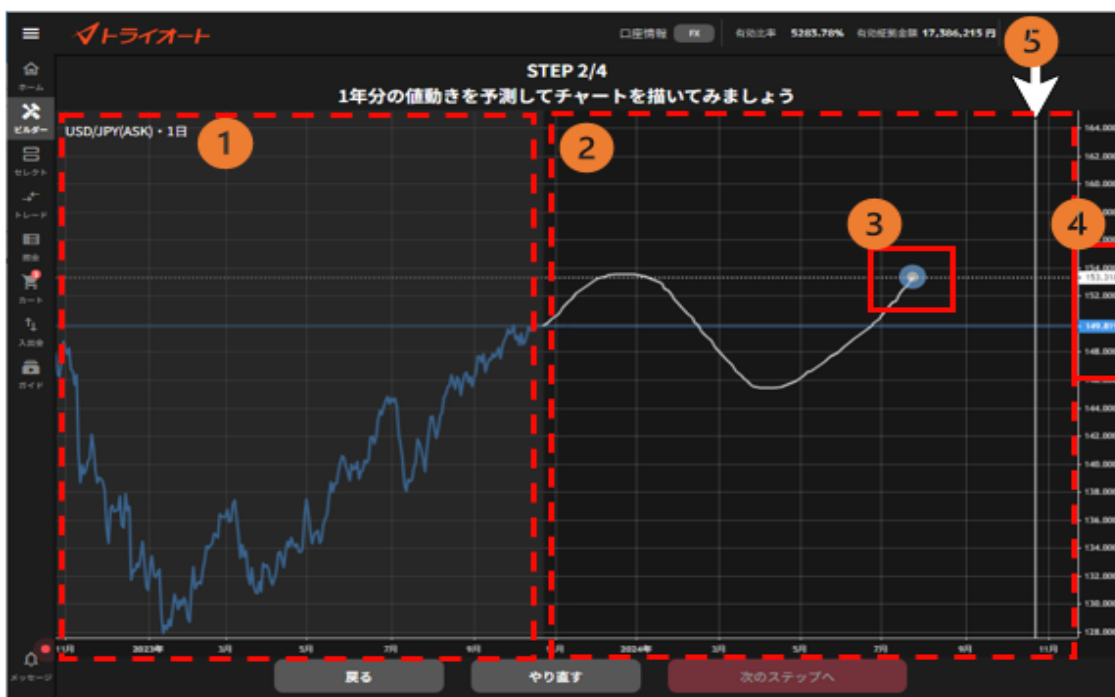 トライオート
口座情報 FX 有効比率 5283.78% 有効証拠金額 17,386,215 円
5
STEP 2/4
1年分の値動きを予測してチャートを描いてみましょう
ホーム
ビルダー
セレクト
トレード
照会
カート
入出金
ガイド
メッセージ
USD/JPY(ASK)・1日
1
2
3
4
164.000
162.000
160.000
154.000
153.318
152.000
148.000
144.000
142.000
140.000
138.000
136.000
134.000
132.000
130.000
128.000
11月 2023年 3月 5月 7月 9月 2024年 3月 5月 7月 9月 11月
戻る やり直す 次のステップへ